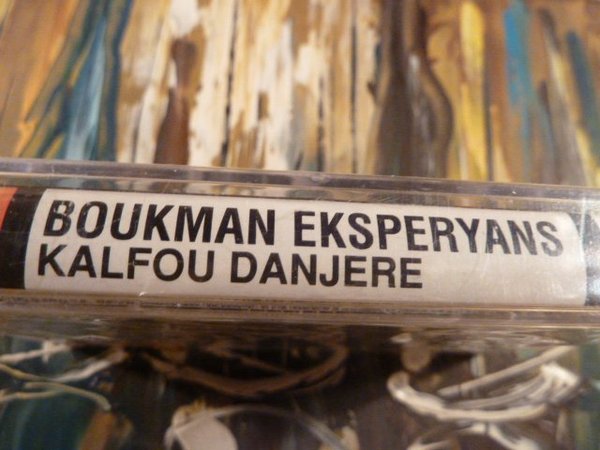 BOUKMAN EKSPERYANS
KALFOU DANJERE